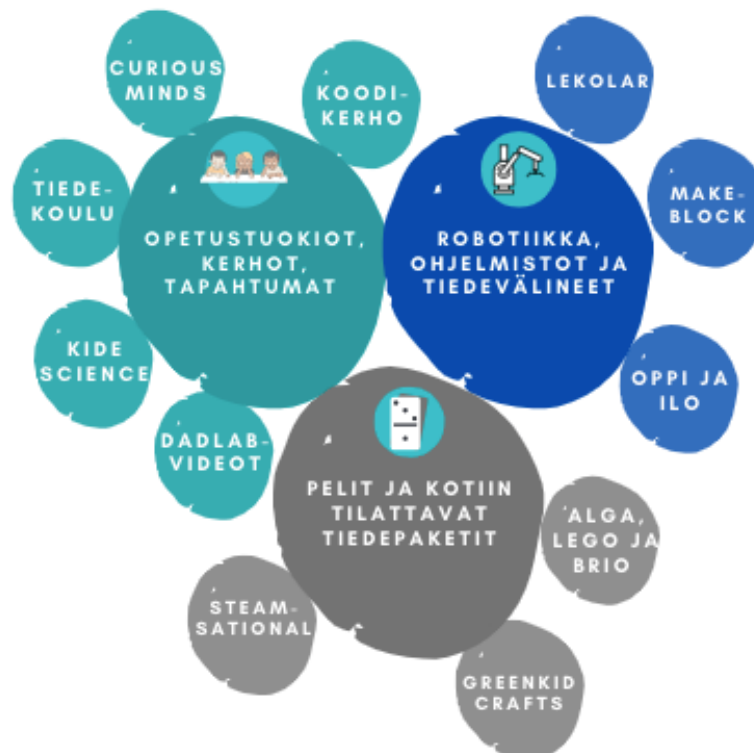 CURIOUS
MINDS
KOODI-
KERHO
LEKOLAR
TIEDE-
KOULU
MAKE-
BLOCK
OPETUSTUOKIOT,
KERHOT,
TAPAHTUMAT
ROBOTIIKKA,
OHJELMISTOT JA
TIEDEVÄLINEET
KIDE
SCIENCE
OPPI JA
ILO
DADLAB-
VIDEOT
PELIT JA KOTIIN
TILATTAVAT
TIEDEPAKETIT
ALGA,
LEGO JA
BRIO
STEAM-
SATIONAL
GREENKID
CRAFTS